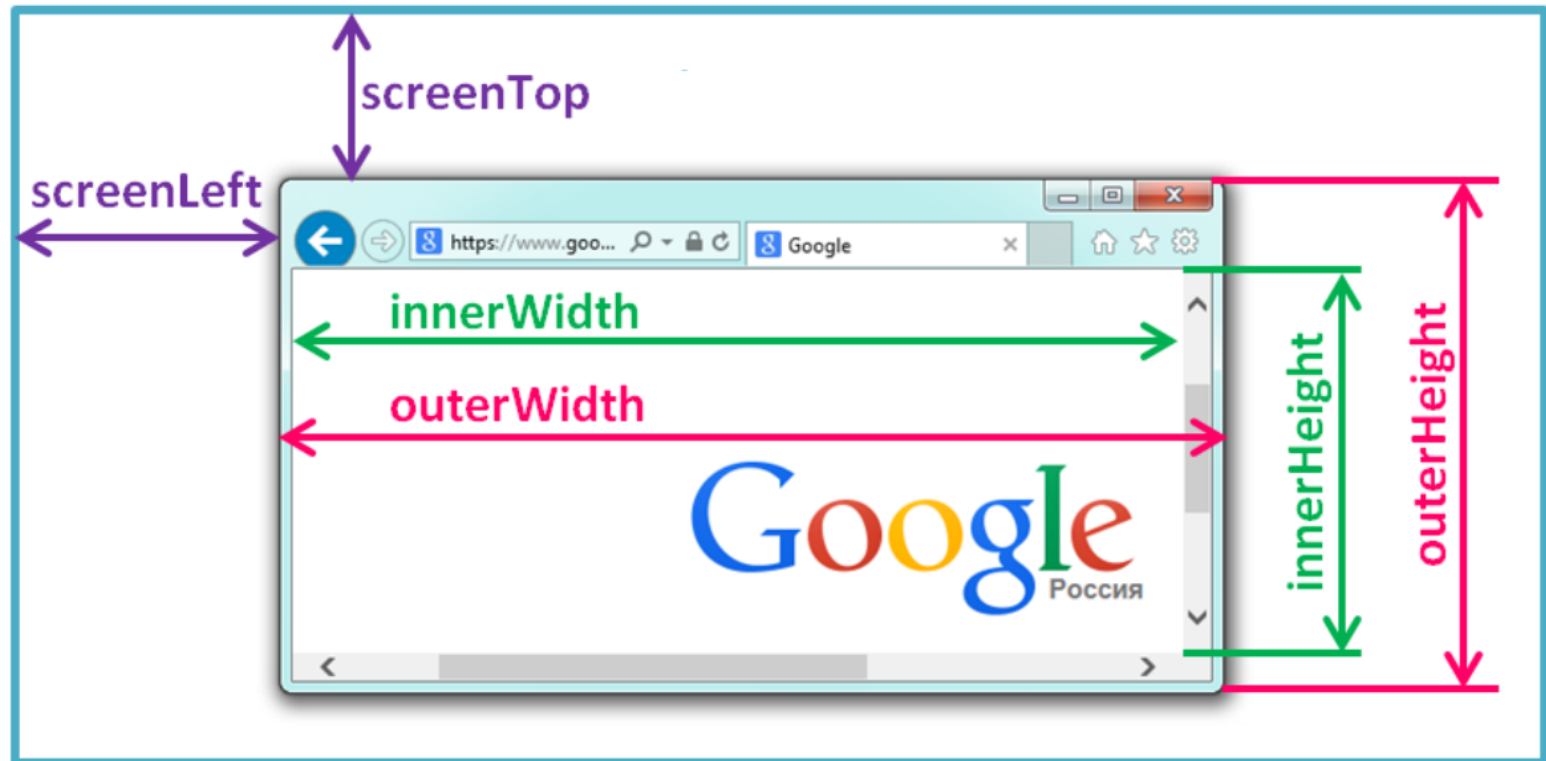 screenTop
screenLeft
https://www.goo...
Google
innerWidth
outerWidth
Google
Россия
innerHeight
outerHeight